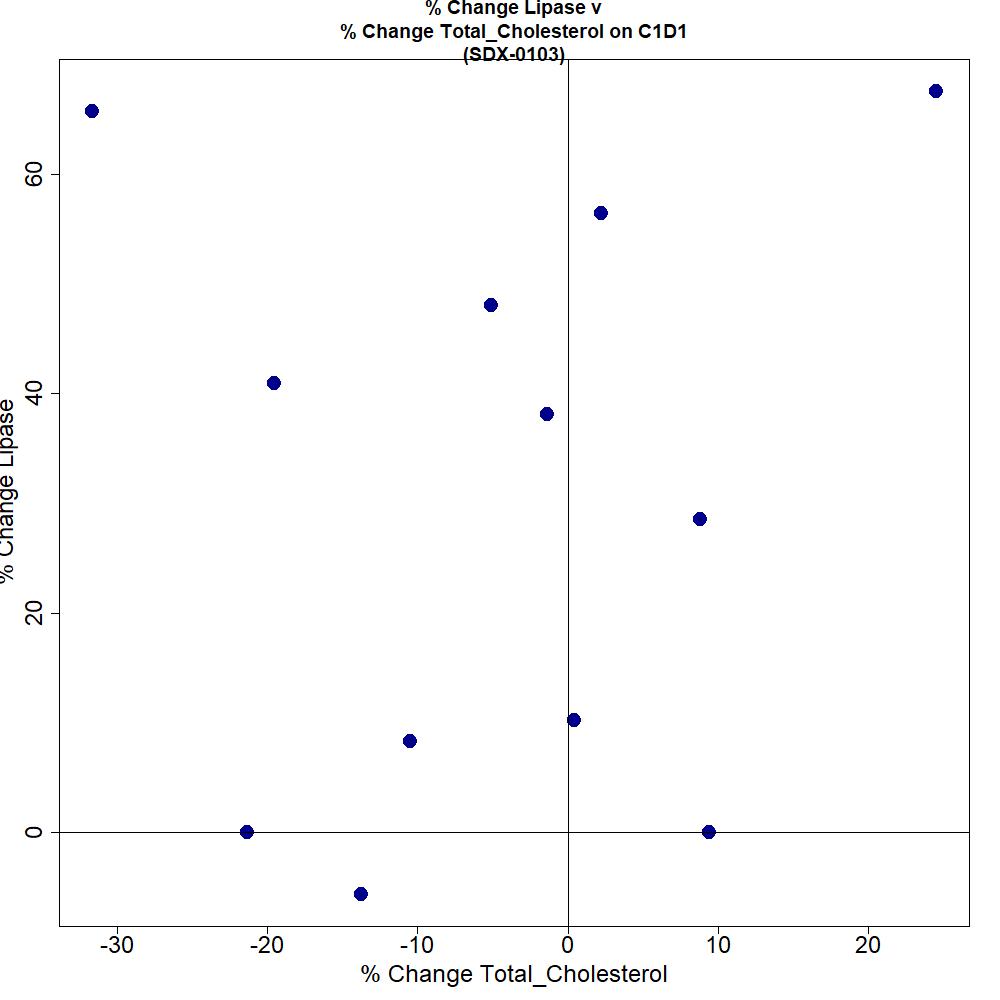 % Change Lipase v
% Change Total_Cholesterol on C1D1
(SDX-0103)
% Change Lipase
60
40
20
0
-30 -20 -10 0 10 20
% Change Total_Cholesterol